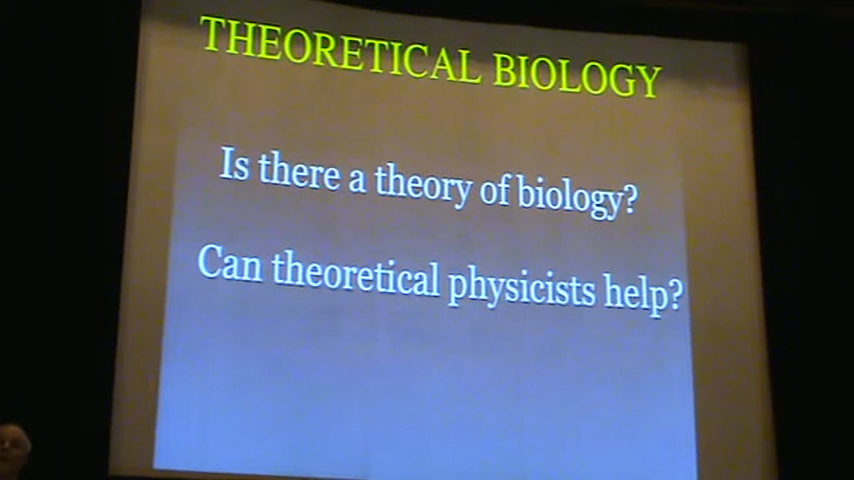 THEORETICAL BIOLOGY
Is there a theory of biology?
Can theoretical physicists help?